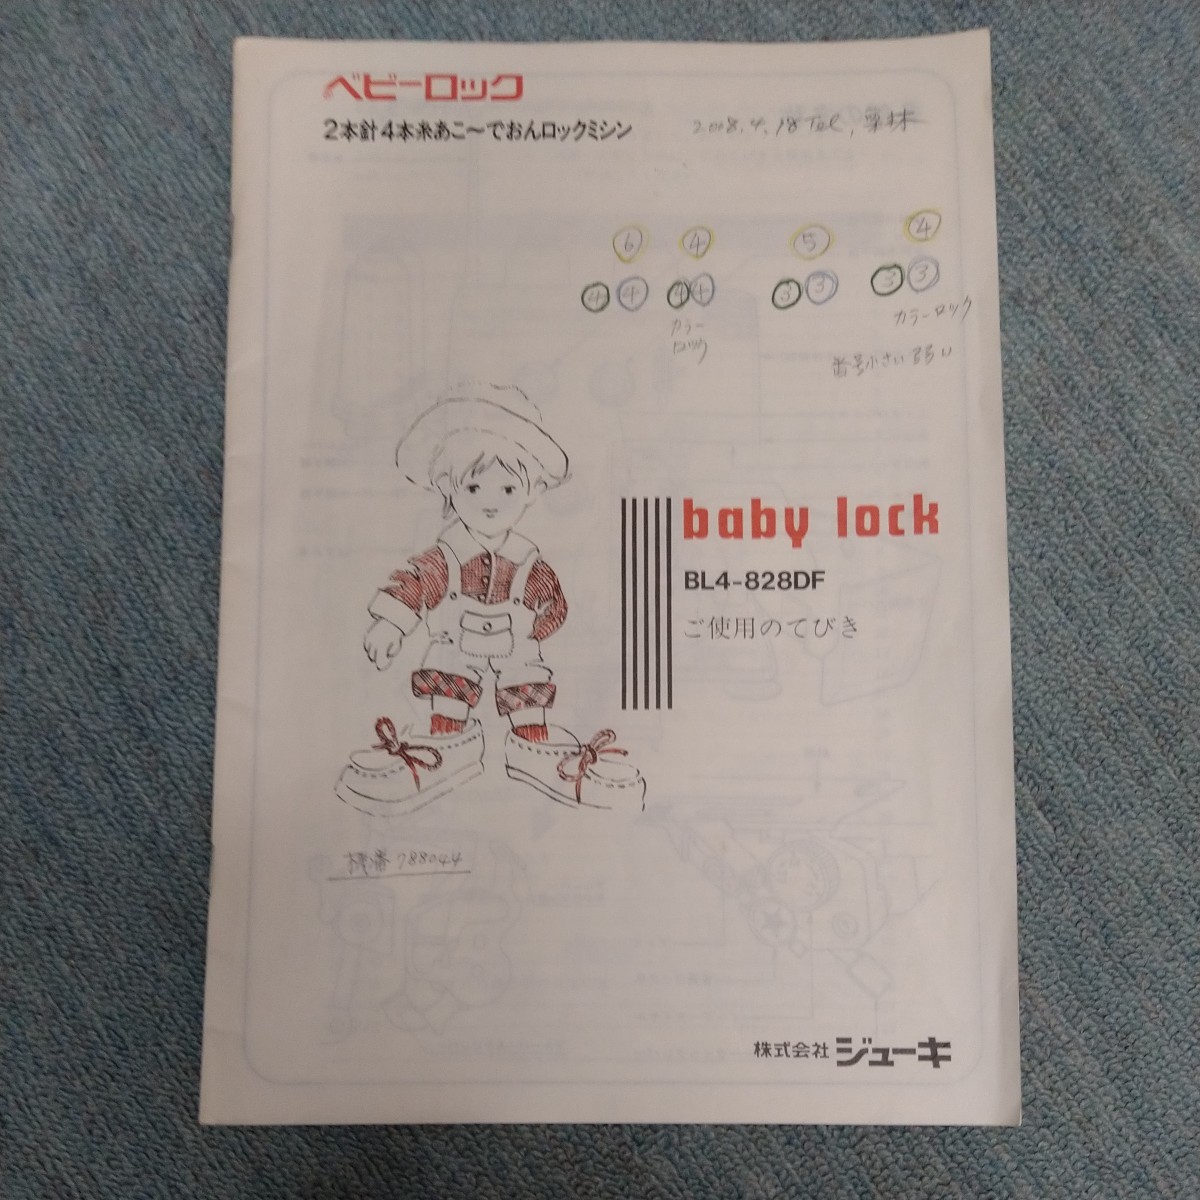 ベビーロック
2本針4本糸あこ〜でおんロックミシン
2008.4.18 Tel,
6 4 5 4
4 4 4 4 3 3 3 3
カラーロック
カラー
ロック
番号小さい弱い
baby lock
BL4-828DF
ご使用のてびき
機番 788044
株式会社 ジューキ